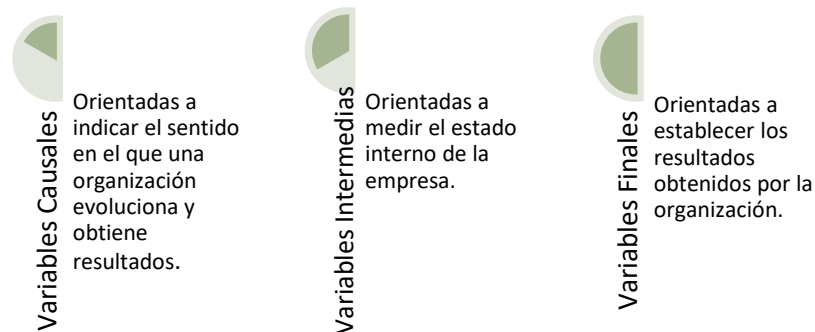 Variables Causales
Orientadas a
indicar el sentido
en el que una
organización
evoluciona y
obtiene
resultados.
Variables Intermedias
Orientadas a
medir el estado
interno de la
empresa.
Variables Finales
Orientadas a
establecer los
resultados
obtenidos por la
organización.